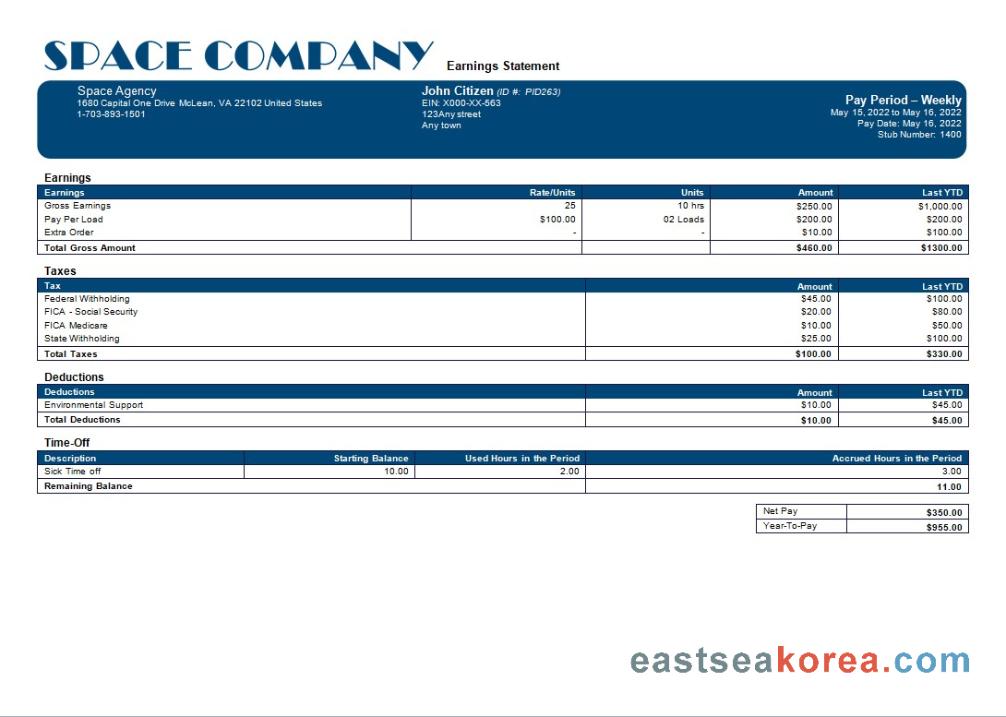 SPACE COMPANY Earnings Statement
Space Agency
1680 Capital One Drive McLean, VA 22102 United States
1-703-893-1501
John Citizen (ID #: PID263)
EIN: X000-XX-563
123Any street
Any town
Pay Period – Weekly
May 15, 2022 to May 16, 2022
Pay Date: May 16, 2022
Stub Number: 1400
Earnings
Earnings Rate/Units Units Amount Last YTD
Gross Earnings 25 10 hrs $250.00 $1,000.00
Pay Per Load $100.00 02 Loads $200.00 $200.00
Extra Order - - $10.00 $100.00
Total Gross Amount $460.00 $1300.00
Taxes
Tax Amount Last YTD
Federal Withholding $45.00 $100.00
FICA - Social Security $20.00 $80.00
FICA Medicare $10.00 $50.00
State Withholding $25.00 $100.00
Total Taxes $100.00 $330.00
Deductions
Deductions Amount Last YTD
Environmental Support $10.00 $45.00
Total Deductions $10.00 $45.00
Time-Off
Description Starting Balance Used Hours in the Period Accrued Hours in the Period
Sick Time off 10.00 2.00 3.00
Remaining Balance 11.00
Net Pay $350.00
Year-To-Pay $955.00
eastseakorea.com